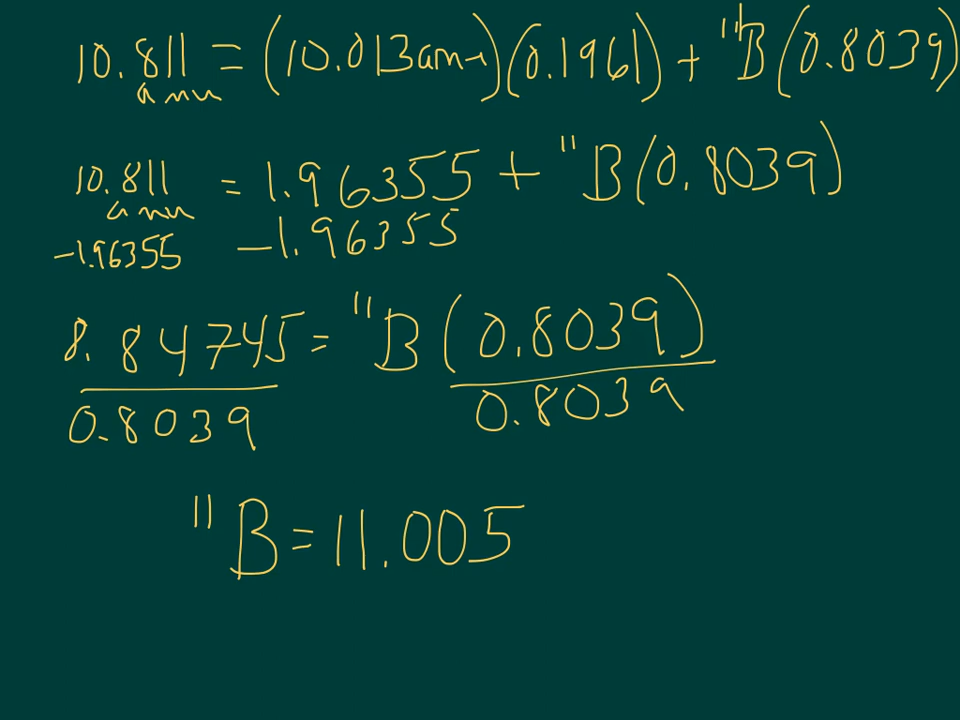 10.811 = (10.013amu)(0.1961) + ¹¹B(0.8039)
amu
10.811 = 1.96355 + ¹¹B(0.8039)
amu
-1.96355 -1.96355
8.84745 = ¹¹B(0.8039)
0.8039 0.8039
¹¹B = 11.005